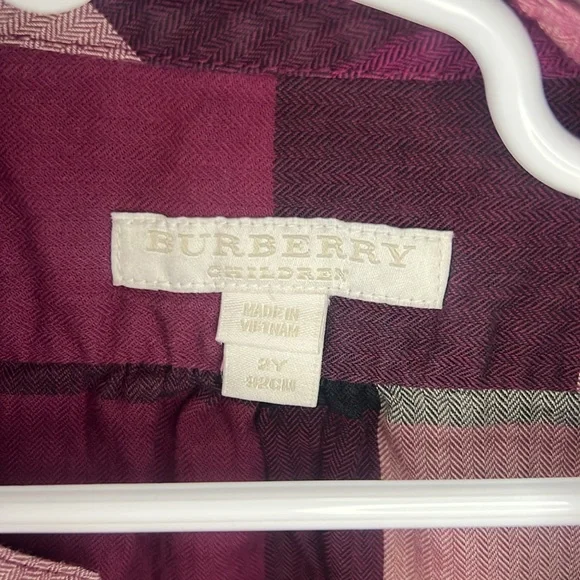 BURBERRY
CHILDREN
MADE IN
VIETNAM
2Y
92CM